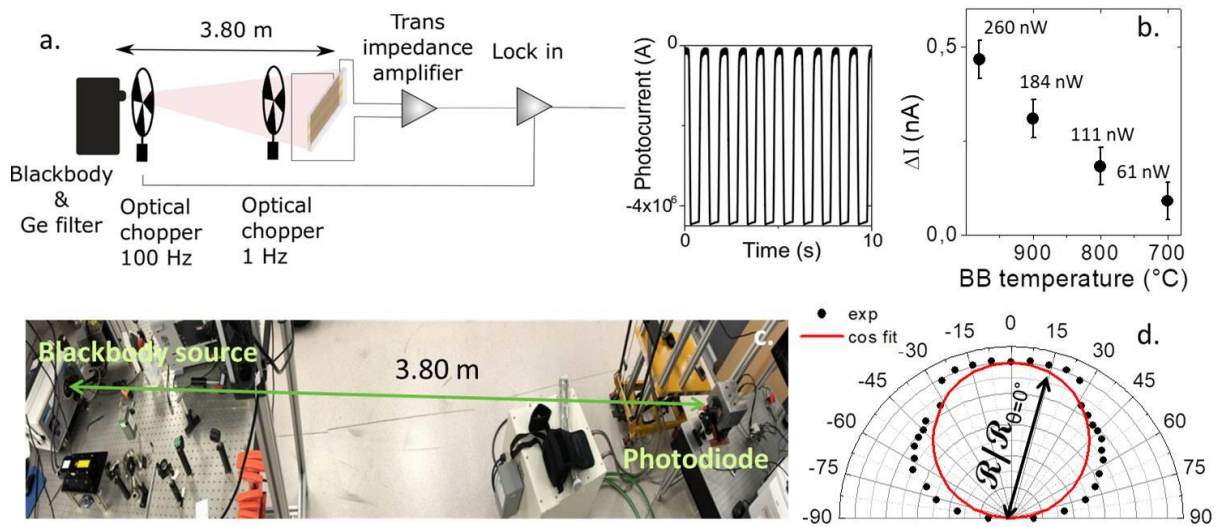 a.
3.80 m
Trans
impedance
amplifier
Lock in
Blackbody
&
Ge filter
Optical
chopper
100 Hz
Optical
chopper
1 Hz
Photocurrent (A)
0
-4x10⁶
0
10
Time (s)
b.
260 nW
184 nW
111 nW
61 nW
0,5
0,0
ΔI (nA)
900
800
700
BB temperature (°C)
c.
Blackbody source
3.80 m
Photodiode
d.
exp
cos fit
-90
-75
-60
-45
-30
-15
0
15
30
45
60
75
90
ℛ/ℛθ=0°